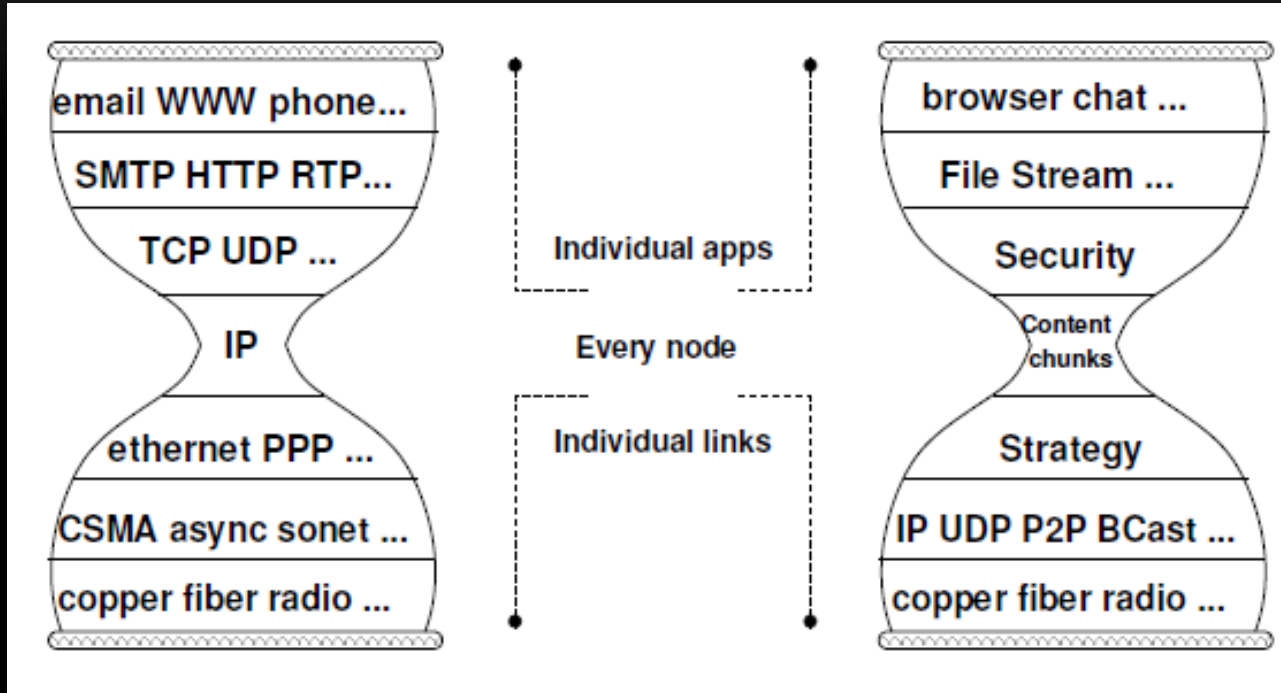 email WWW phone...
SMTP HTTP RTP...
TCP UDP ...
IP
ethernet PPP ...
CSMA async sonet ...
copper fiber radio ...
Individual apps
Every node
Individual links
browser chat ...
File Stream ...
Security
Content
chunks
Strategy
IP UDP P2P BCast ...
copper fiber radio ...